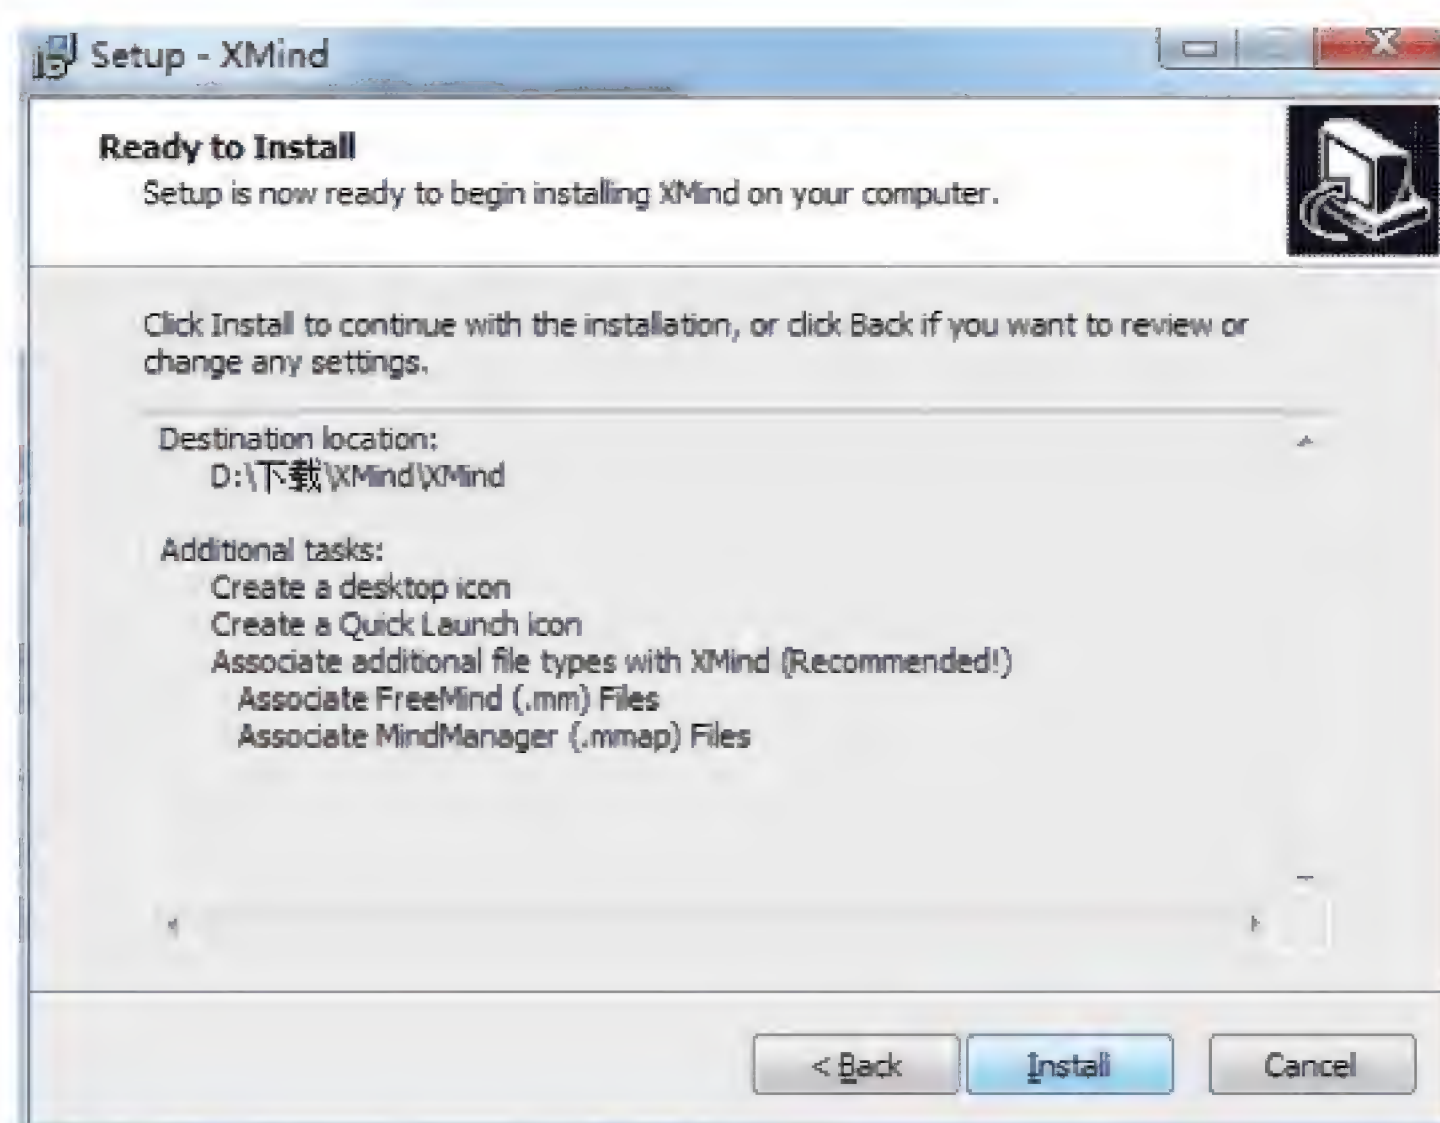 Setup - XMind
Ready to Install
Setup is now ready to begin installing XMind on your computer.
Click Install to continue with the installation, or click Back if you want to review or
change any settings.
Destination location:
D:\下载\XMind\XMind
Additional tasks:
Create a desktop icon
Create a Quick Launch icon
Associate additional file types with XMind (Recommended!)
Associate FreeMind (.mm) Files
Associate MindManager (.mmap) Files
< Back
Install
Cancel